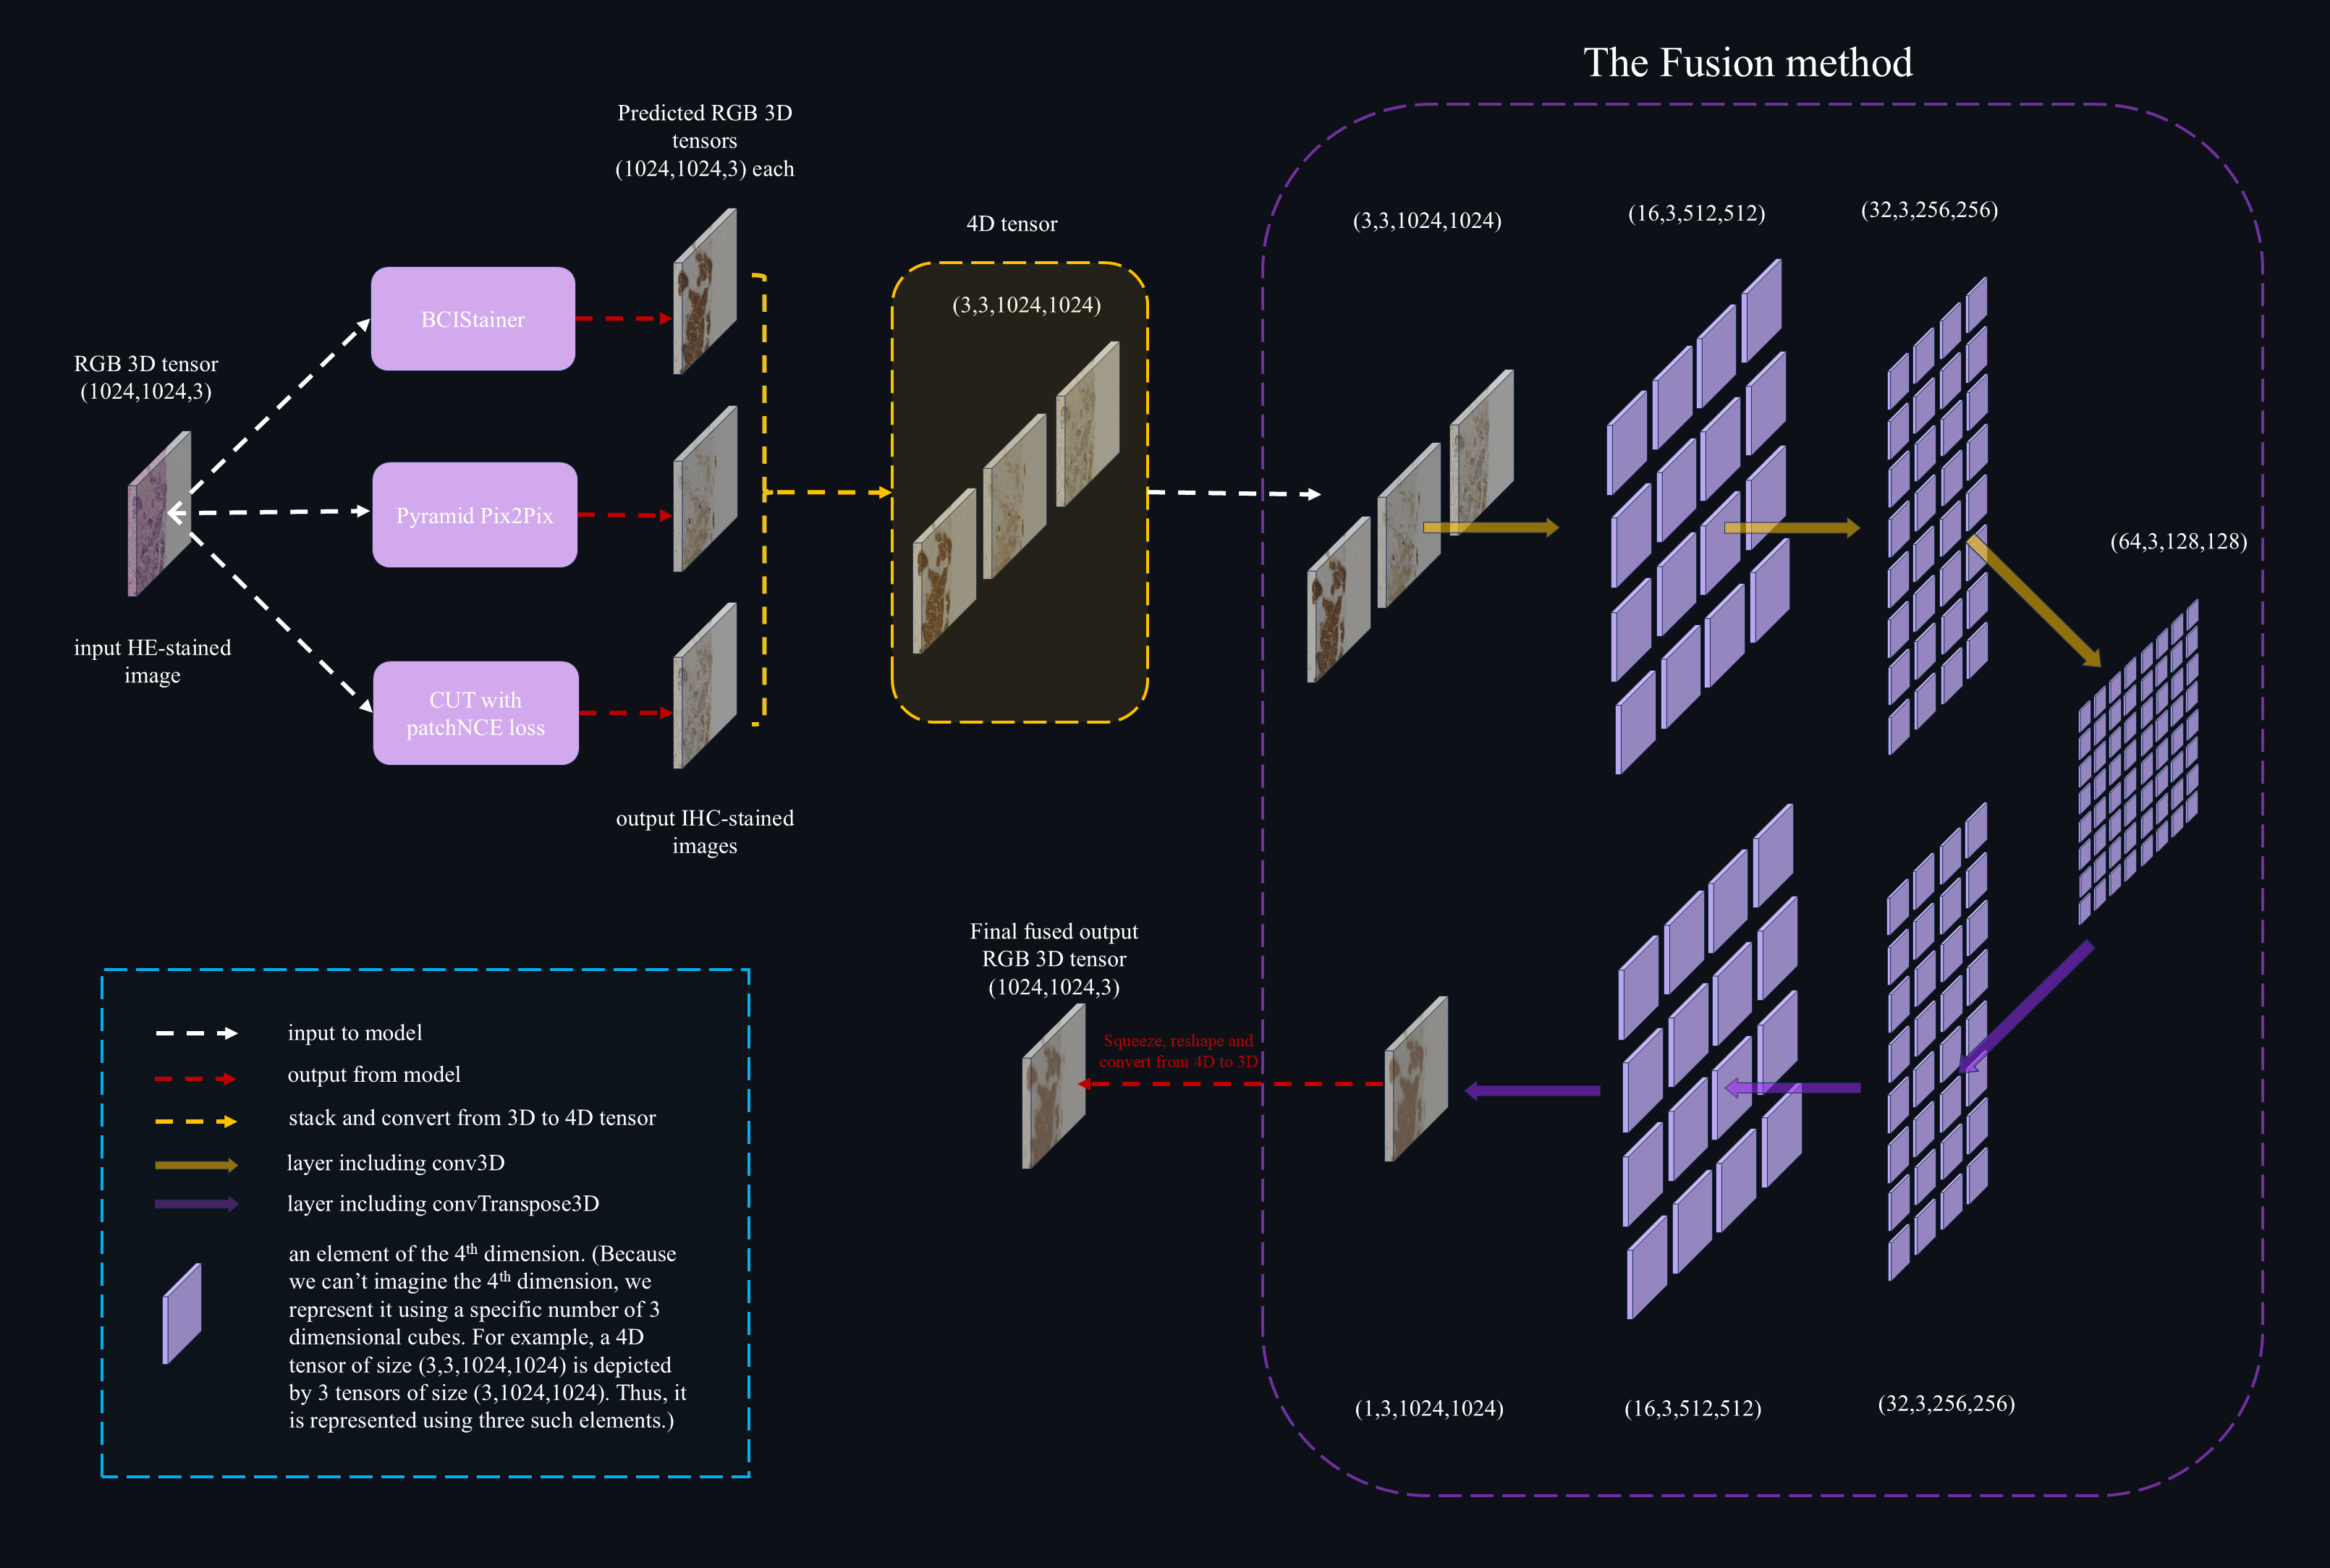 The Fusion method
Predicted RGB 3D
tensors
(1024,1024,3) each
4D tensor
(3,3,1024,1024)
(3,3,1024,1024)
(16,3,512,512)
(32,3,256,256)
(64,3,128,128)
RGB 3D tensor
(1024,1024,3)
BCIStainer
Pyramid Pix2Pix
CUT with
patchNCE loss
input HE-stained
image
output IHC-stained
images
Final fused output
RGB 3D tensor
(1024,1024,3)
Squeeze, reshape and
convert from 4D to 3D
(1,3,1024,1024)
(16,3,512,512)
(32,3,256,256)
input to model
output from model
stack and convert from 3D to 4D tensor
layer including conv3D
layer including convTranspose3D
an element of the 4th dimension. (Because
we can’t imagine the 4th dimension, we
represent it using a specific number of 3
dimensional cubes. For example, a 4D
tensor of size (3,3,1024,1024) is depicted
by 3 tensors of size (3,1024,1024). Thus, it
is represented using three such elements.)